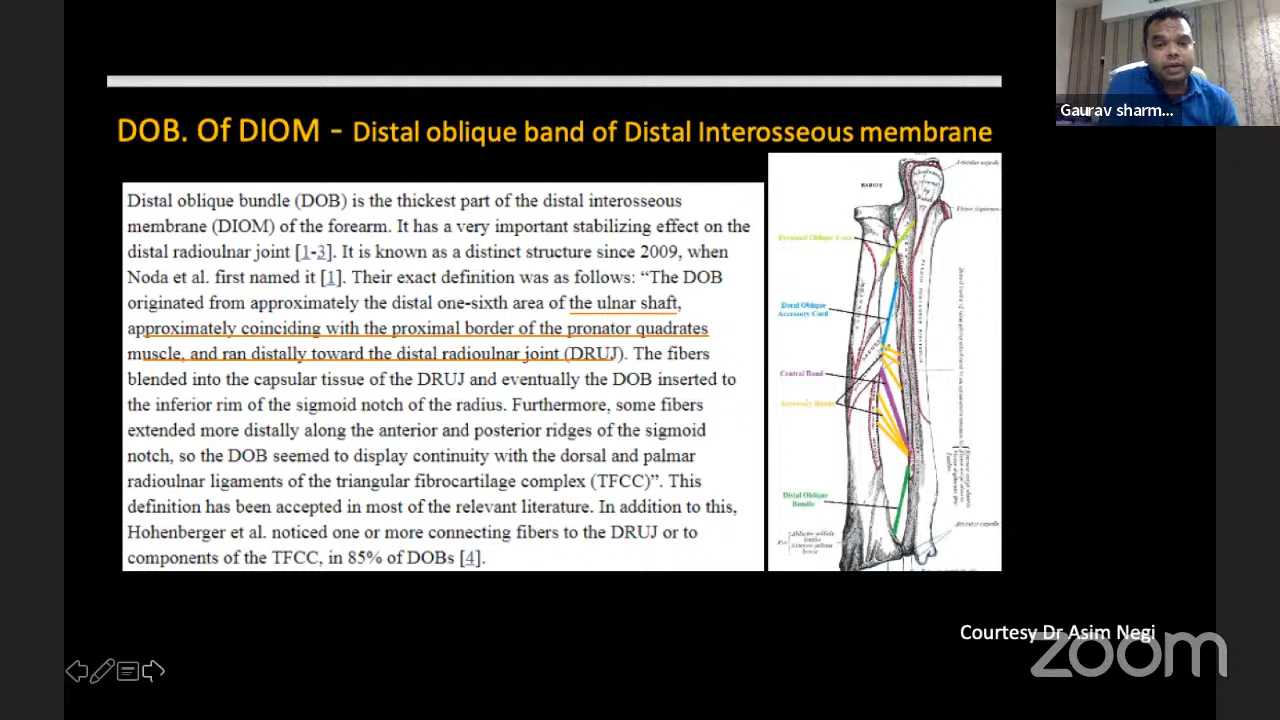 Gaurav sharm...
DOB. Of DIOM - Distal oblique band of Distal Interosseous membrane
Distal oblique bundle (DOB) is the thickest part of the distal interosseous
membrane (DIOM) of the forearm. It has a very important stabilizing effect on the
distal radioulnar joint [1-3]. It is known as a distinct structure since 2009, when
Noda et al. first named it [1]. Their exact definition was as follows: “The DOB
originated from approximately the distal one-sixth area of the ulnar shaft,
approximately coinciding with the proximal border of the pronator quadrates
muscle, and ran distally toward the distal radioulnar joint (DRUJ). The fibers
blended into the capsular tissue of the DRUJ and eventually the DOB inserted to
the inferior rim of the sigmoid notch of the radius. Furthermore, some fibers
extended more distally along the anterior and posterior ridges of the sigmoid
notch, so the DOB seemed to display continuity with the dorsal and palmar
radioulnar ligaments of the triangular fibrocartilage complex (TFCC)”. This
definition has been accepted in most of the relevant literature. In addition to this,
Hohenberger et al. noticed one or more connecting fibers to the DRUJ or to
components of the TFCC, in 85% of DOBs [4].
Articular capsule
RADIUS
Proximal Oblique Cord
Doral Oblique
Accessory Cord
Central Band
Accessory Bands
Distal Oblique
Bundle
Articular capsule
Courtesy Dr Asim Negi
zoom